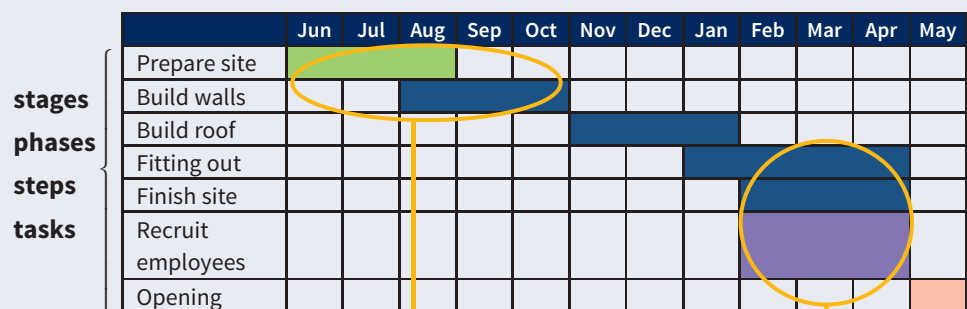 Jun Jul Aug Sep Oct Nov Dec Jan Feb Mar Apr May
stages
phases
steps
tasks
Prepare site
Build walls
Build roof
Fitting out
Finish site
Recruit
employees
Opening